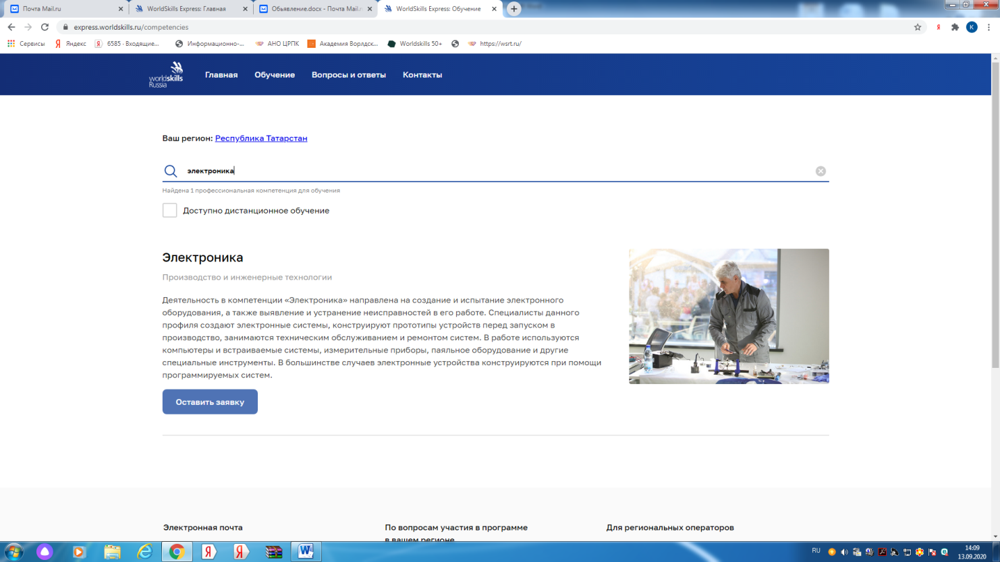 Почта Mail.ru
WorldSkills Express: Главная
Обьявление.docx - Почта Mail.r
WorldSkills Express: Обучение
express.worldskills.ru/competencies
К
Сервисы
Яндекс
6585 · Входящие...
Информационно-...
АНО ЦРПК
Академия Ворлдск...
Worldskills 50+
https://wsrt.ru/
worldskills
Russia
Главная
Обучение
Вопросы и ответы
Контакты
Ваш регион: Республика Татарстан
электроника
Найдена 1 профессиональная компетенция для обучения
Доступно дистанционное обучение
Электроника
Производство и инженерные технологии
Деятельность в компетенции «Электроника» направлена на создание и испытание электронного
оборудования, а также выявление и устранение неисправностей в его работе. Специалисты данного
профиля создают электронные системы, конструируют прототипы устройств перед запуском в
производство, занимаются техническим обслуживанием и ремонтом систем. В работе используются
компьютеры и встраиваемые системы, измерительные приборы, паяльное оборудование и другие
специальные инструменты. В большинстве случаев электронные устройства конструируются при помощи
программируемых систем.
Оставить заявку
Электронная почта
По вопросам участия в программе
в вашем регионе
Для региональных операторов
RU
14:09
13.09.2020